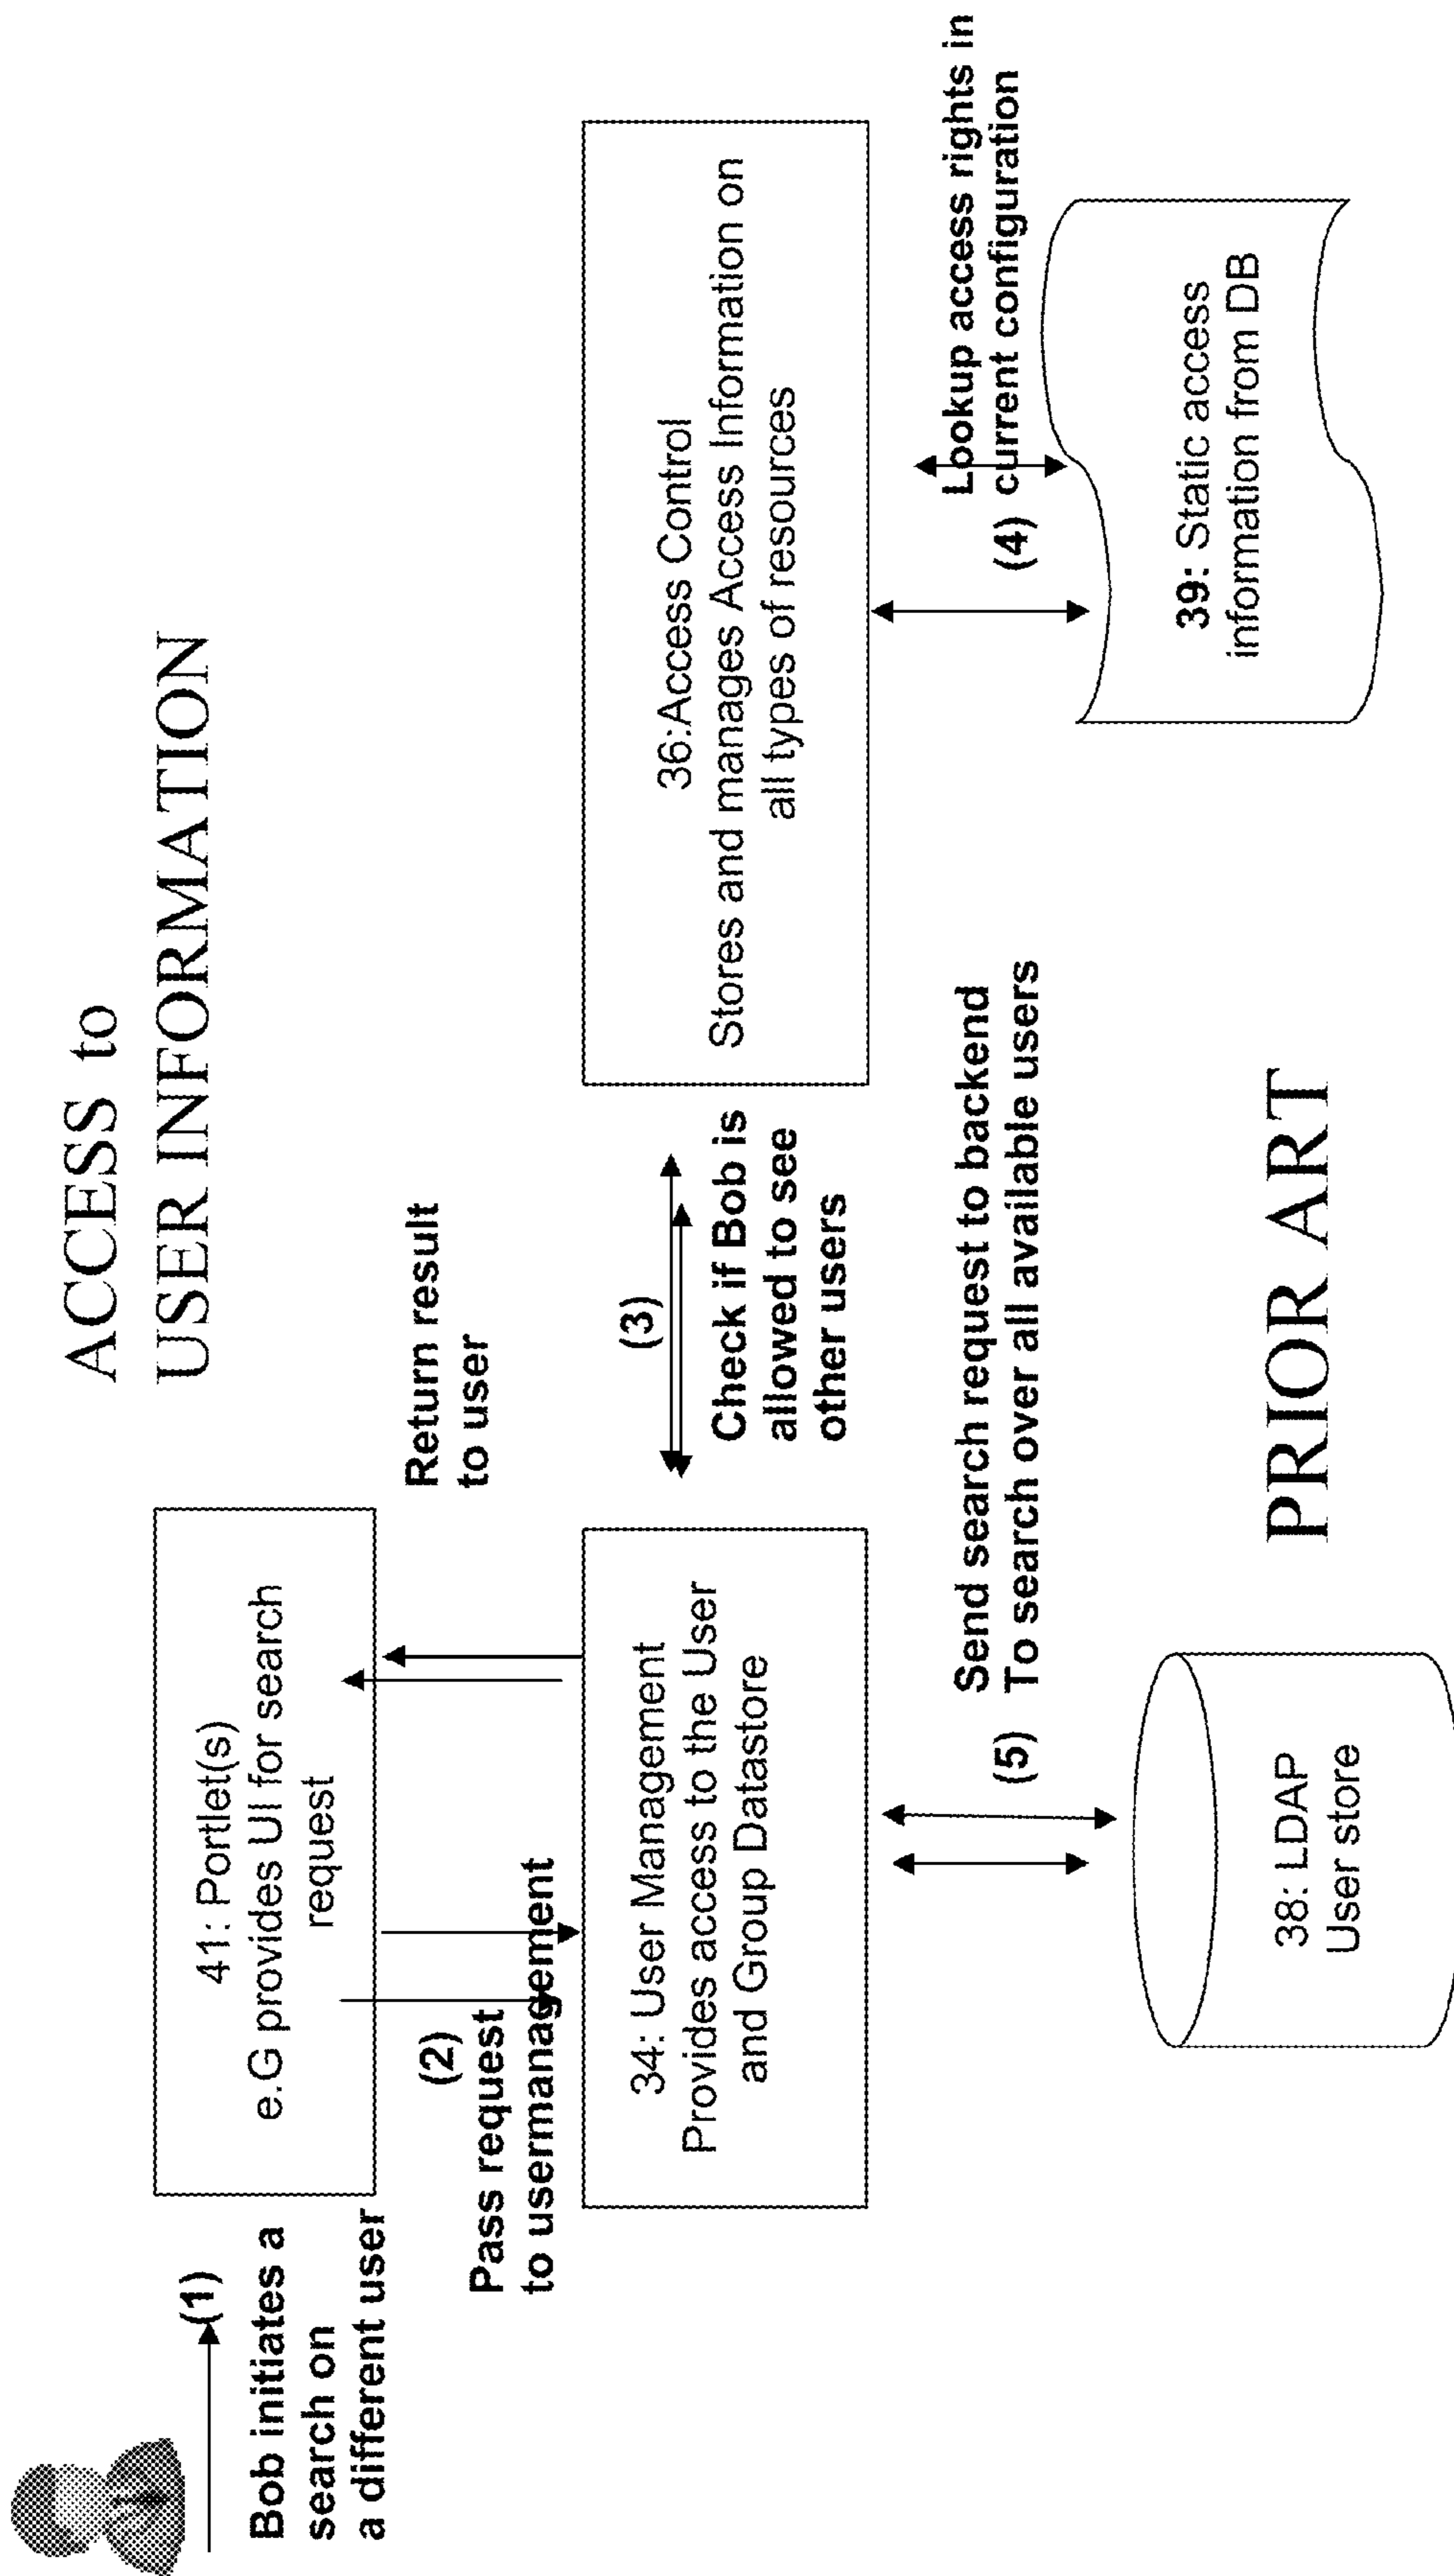 ACCESS to
USER INFORMATION
(1)
Bob initiates a
search on
a different user
41: Portlet(s)
e.G provides UI for search
request
Return result
to user
(2)
Pass request
to usermanagement
34: User Management
Provides access to the User
and Group Datastore
(3)
Check if Bob is
allowed to see
other users
36:Access Control
Stores and manages Access Information on
all types of resources
Lookup access rights in
(4) current configuration
39: Static access
information from DB
Send search request to backend
(5) To search over all available users
38: LDAP
User store
PRIOR ART